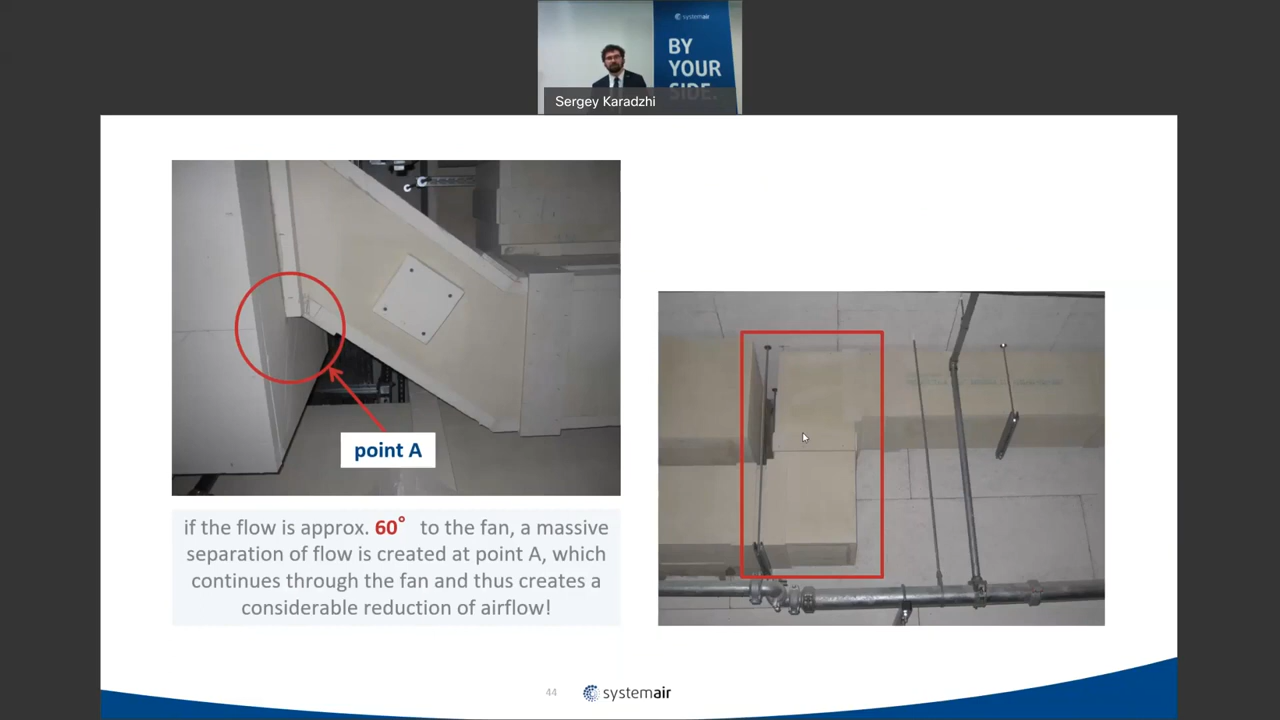 systemair
BY
YOUR
SIDE.
Sergey Karadzhi
point A
if the flow is approx. 60° to the fan, a massive
separation of flow is created at point A, which
continues through the fan and thus creates a
considerable reduction of airflow!
44
systemair